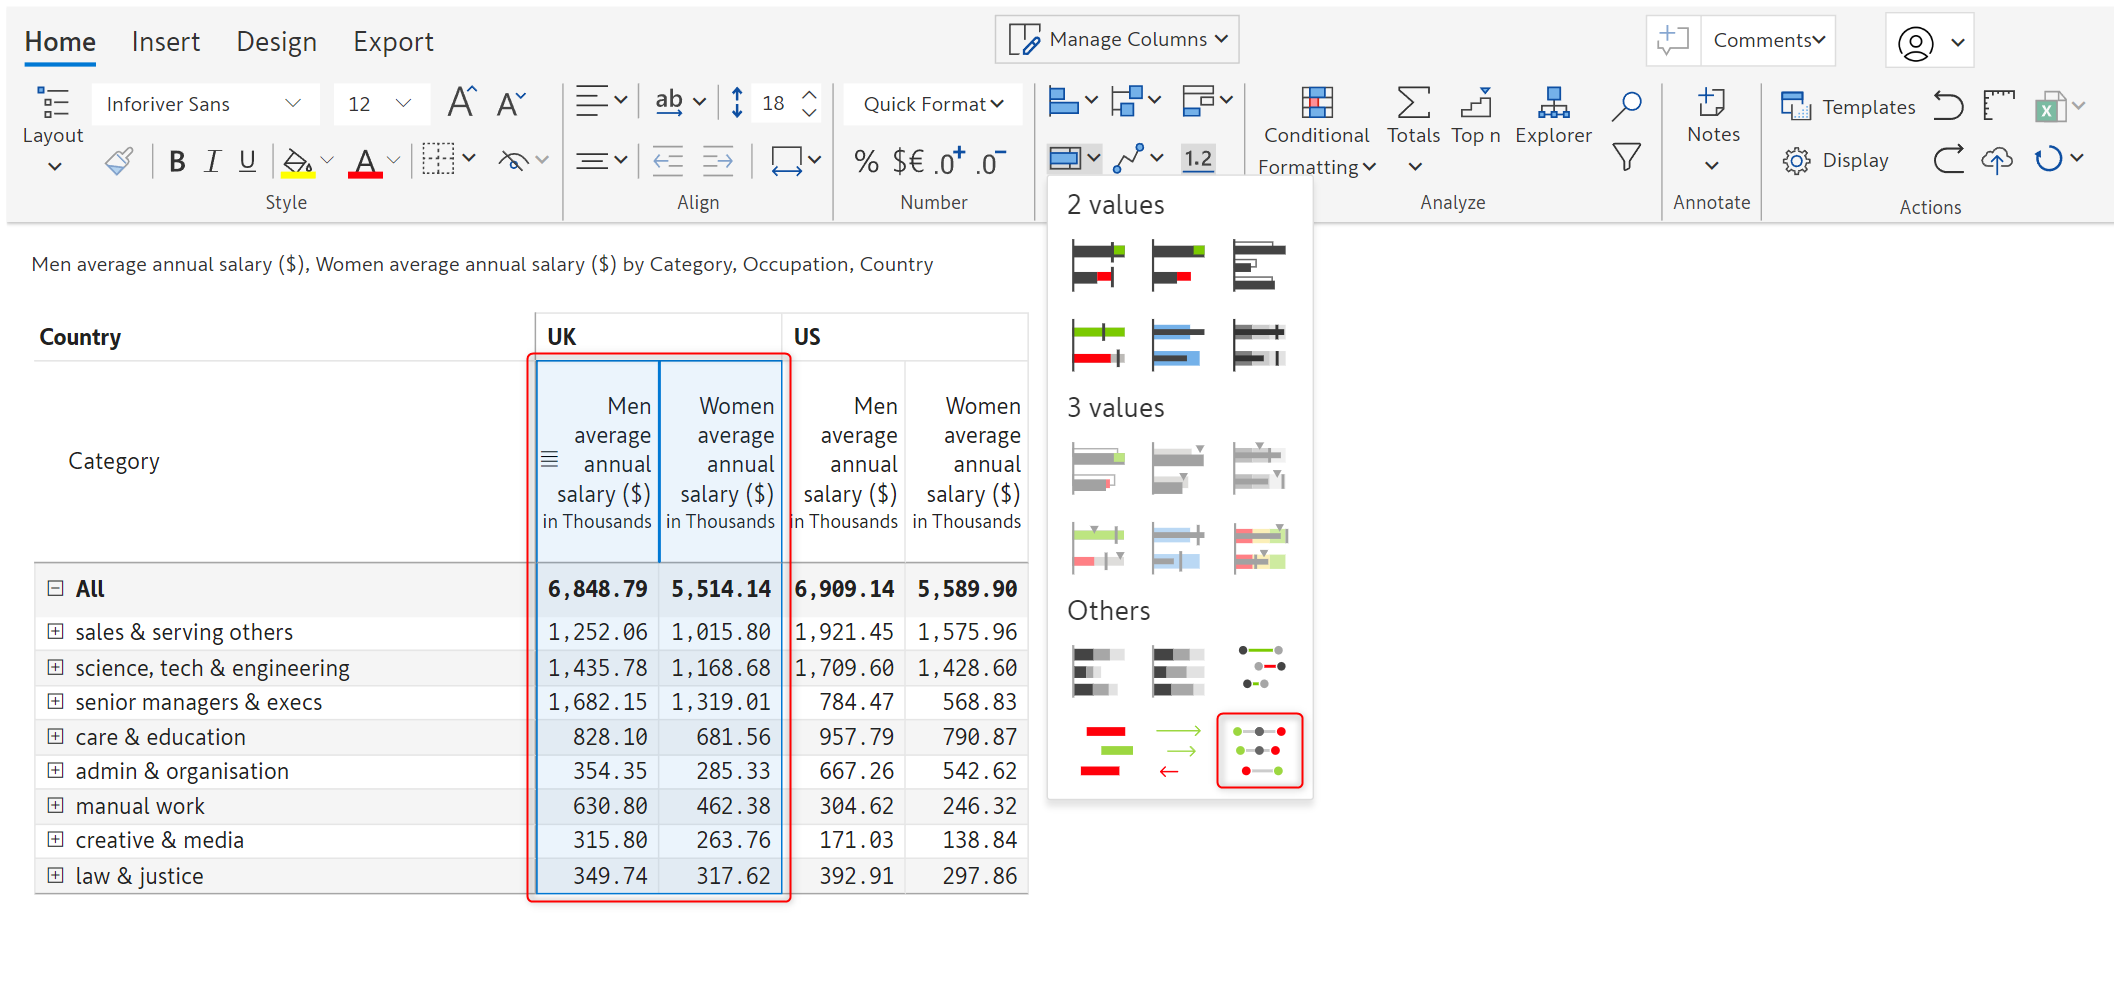 Home Insert Design Export Manage Columns Comments
Inforiver Sans 12 A A ab 18 Quick Format
Layout B I U A % $€ .0+ .0- 1.2 Conditional Formatting Totals Top n Explorer Notes Templates Display
Style Align Number Analyze Annotate Actions
Men average annual salary ($), Women average annual salary ($) by Category, Occupation, Country
Country UK US
Category
Men average annual salary ($) in Thousands
Women average annual salary ($) in Thousands
Men average annual salary ($) in Thousands
Women average annual salary ($) in Thousands
All 6,848.79 5,514.14 6,909.14 5,589.90
sales & serving others 1,252.06 1,015.80 1,921.45 1,575.96
science, tech & engineering 1,435.78 1,168.68 1,709.60 1,428.60
senior managers & execs 1,682.15 1,319.01 784.47 568.83
care & education 828.10 681.56 957.79 790.87
admin & organisation 354.35 285.33 667.26 542.62
manual work 630.80 462.38 304.62 246.32
creative & media 315.80 263.76 171.03 138.84
law & justice 349.74 317.62 392.91 297.86
2 values
3 values
Others